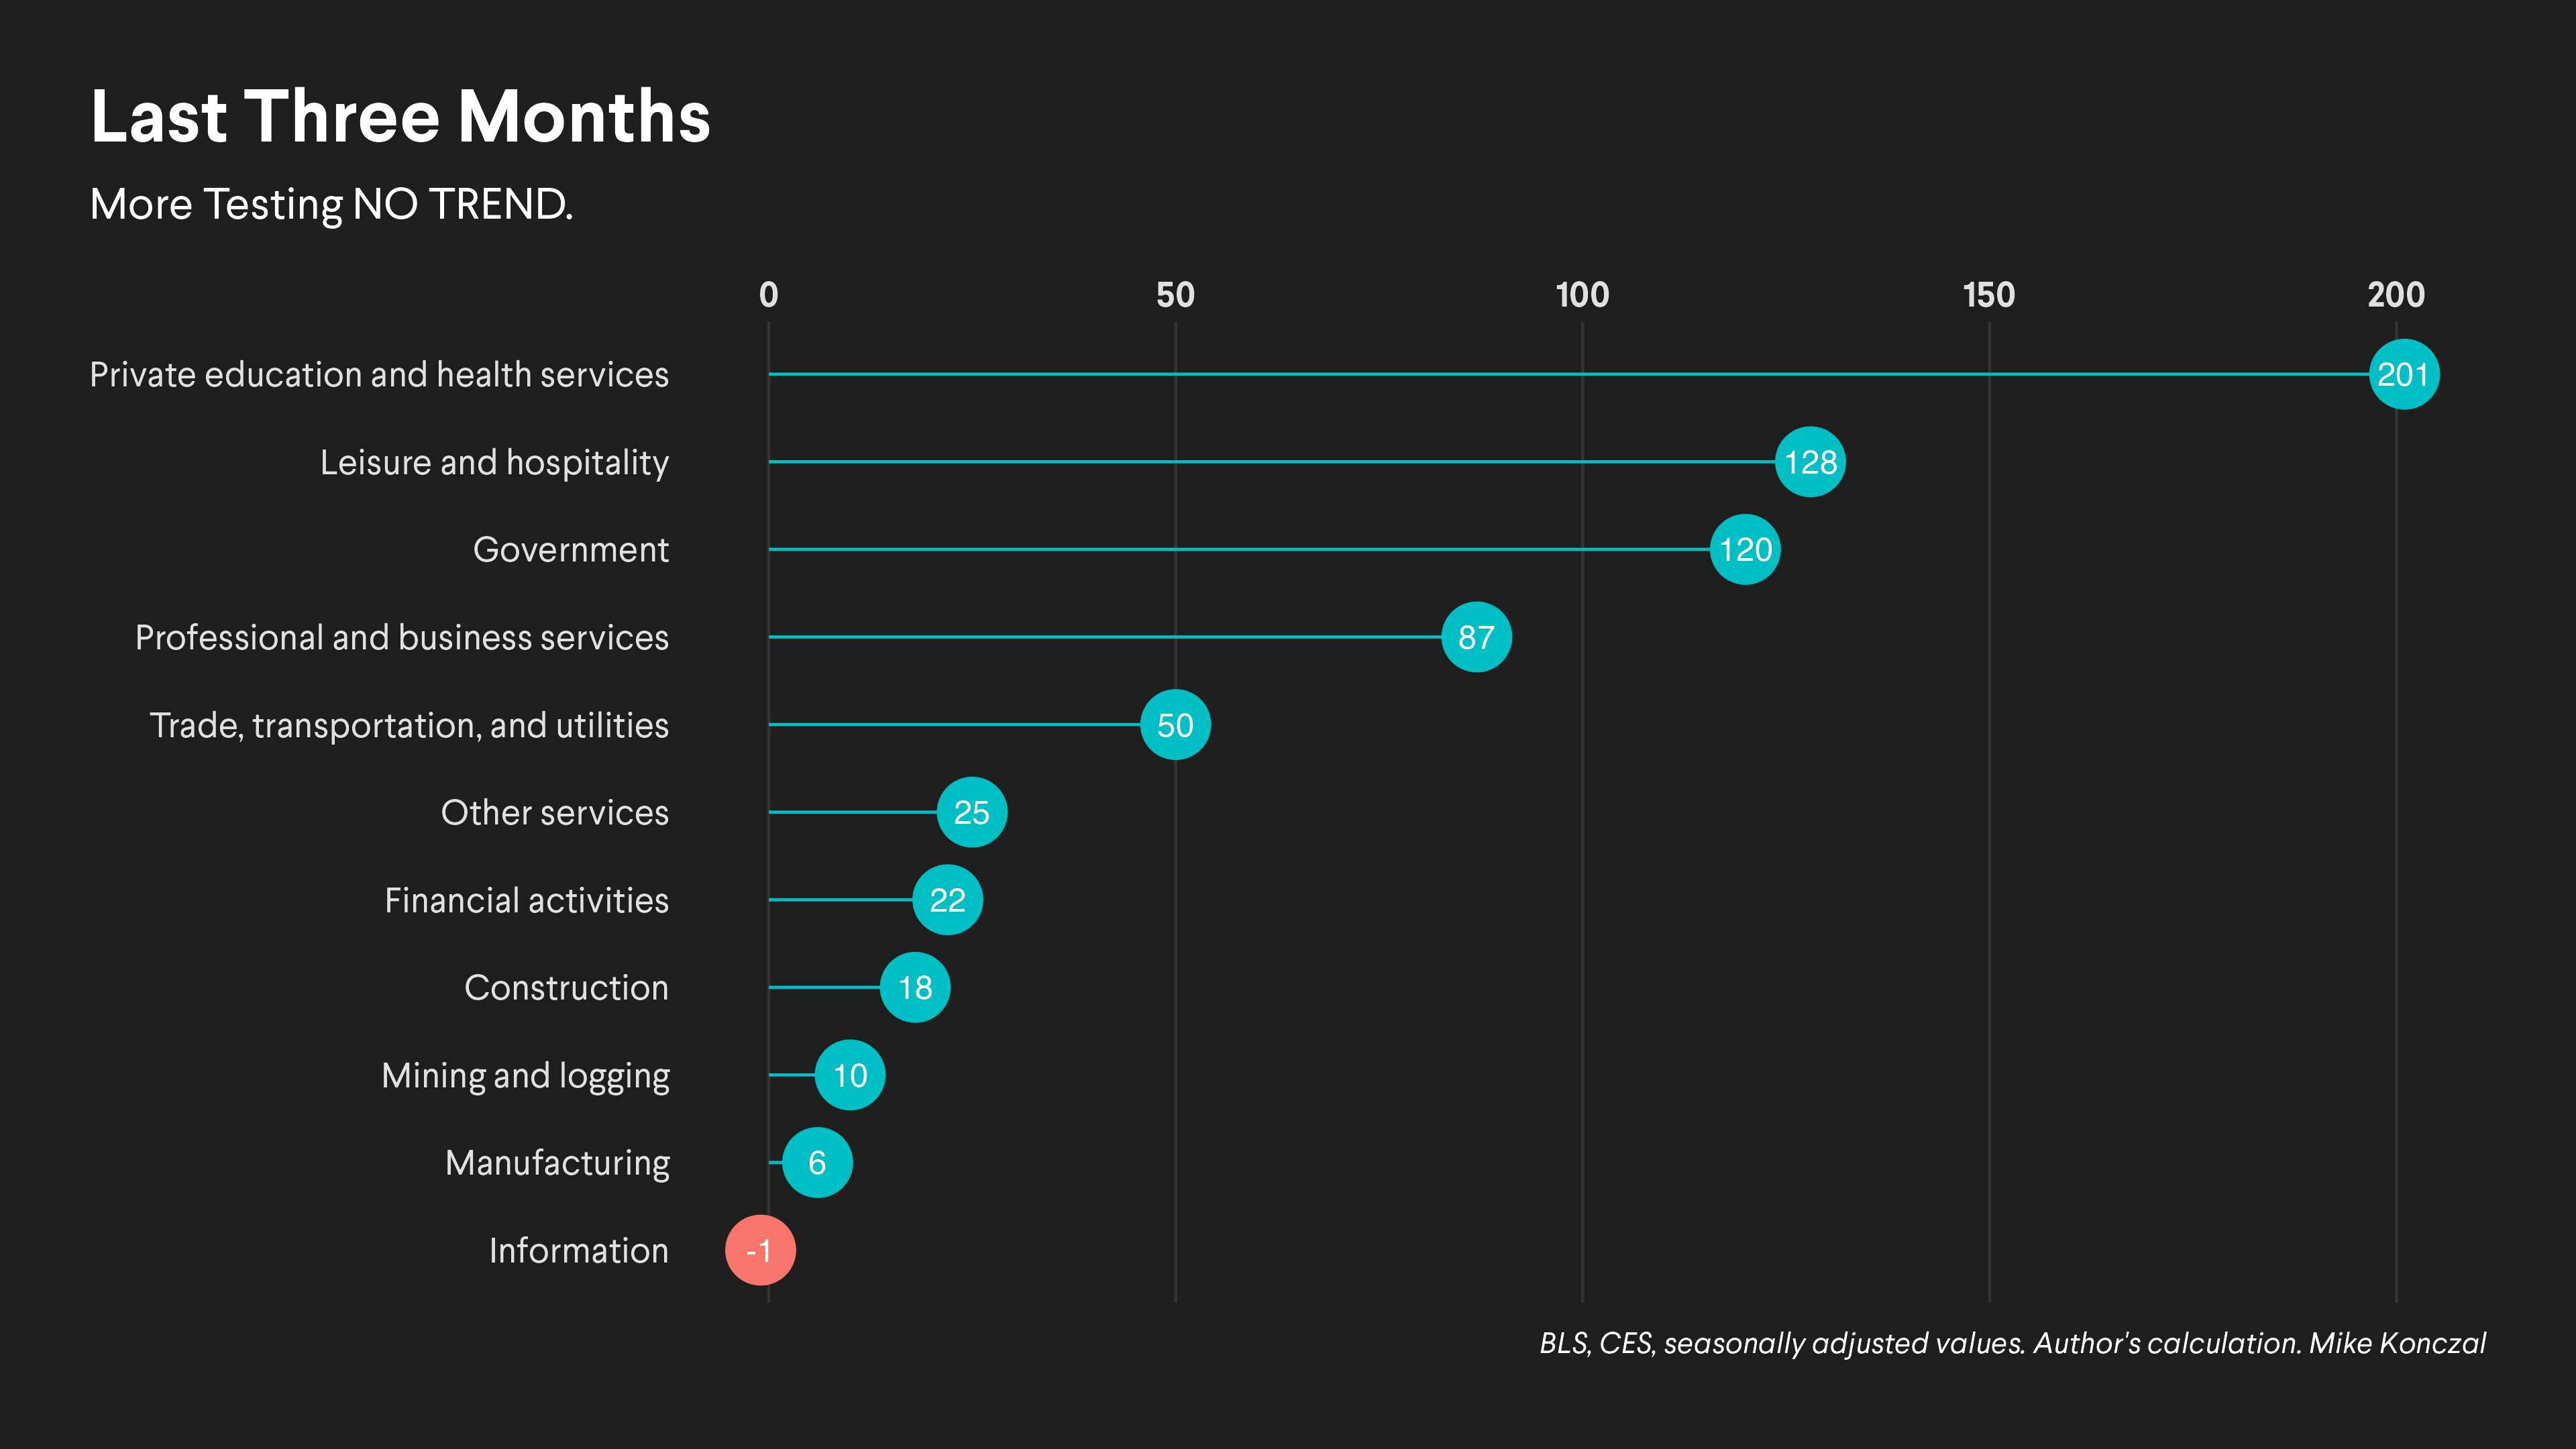 Last Three Months
More Testing NO TREND.
0 50 100 150 200
Private education and health services 201
Leisure and hospitality 128
Government 120
Professional and business services 87
Trade, transportation, and utilities 50
Other services 25
Financial activities 22
Construction 18
Mining and logging 10
Manufacturing 6
Information -1
BLS, CES, seasonally adjusted values. Author's calculation. Mike Konczal